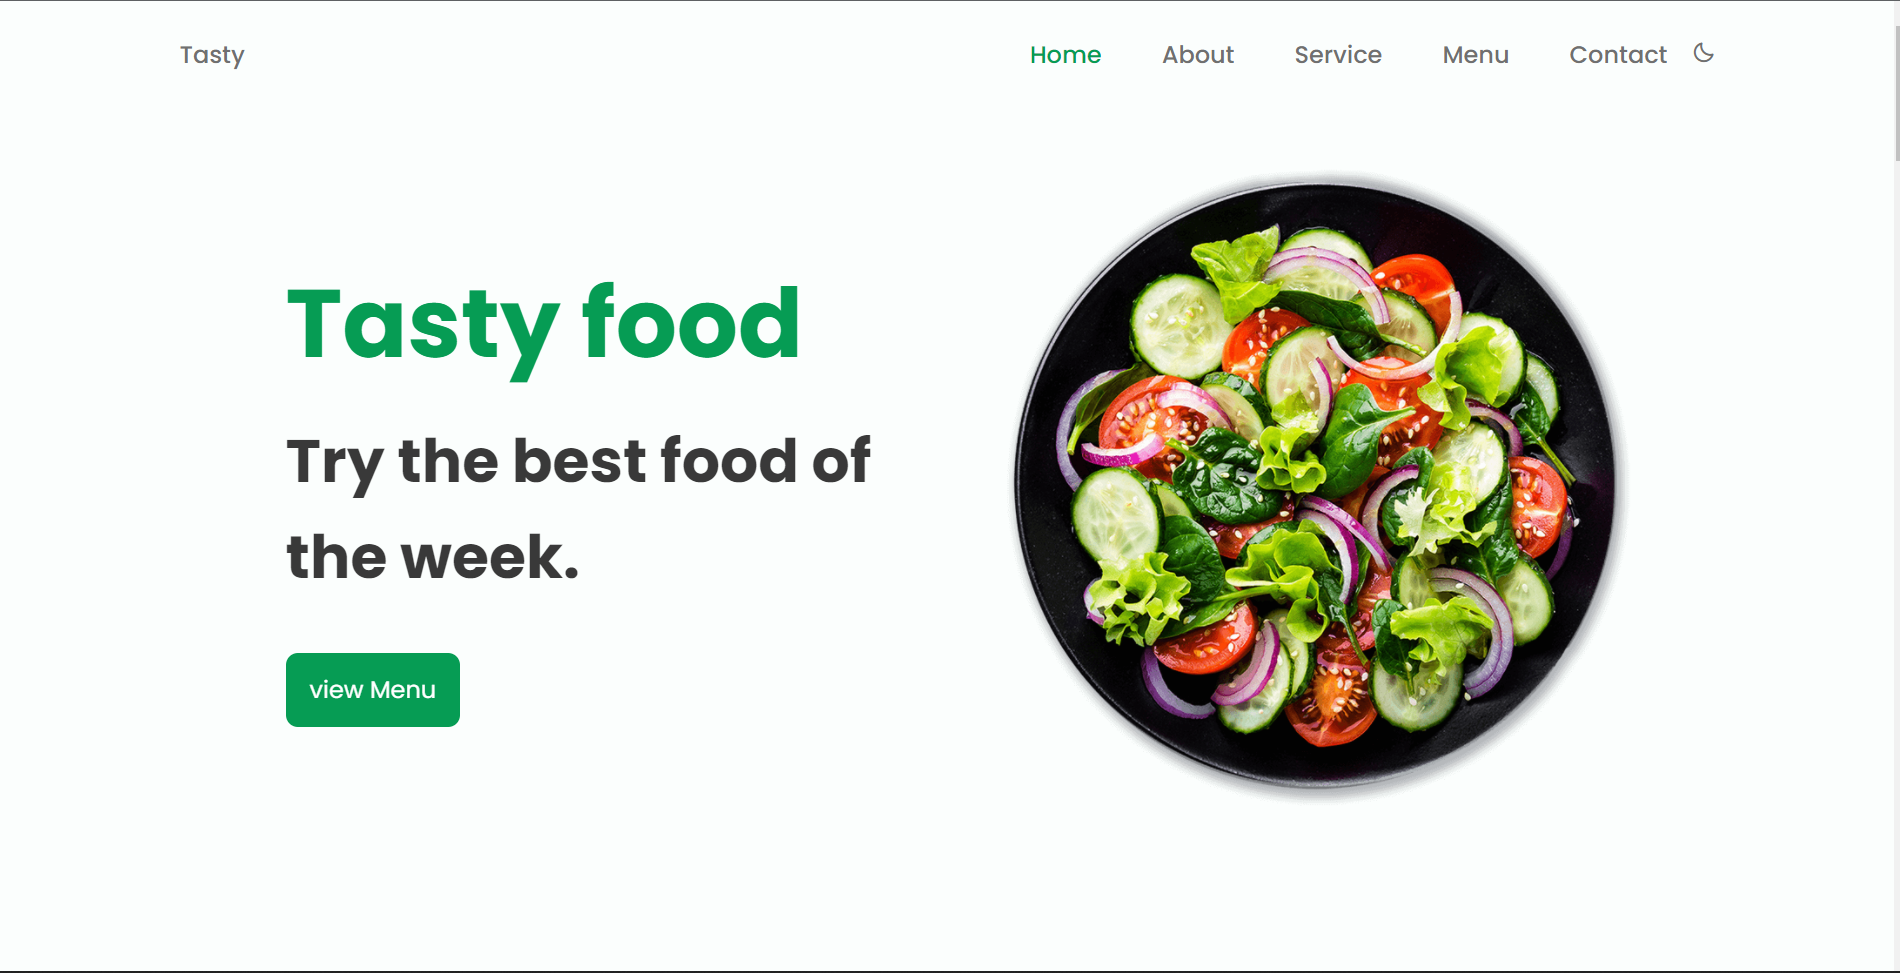 Tasty
Home About Service Menu Contact
Tasty food
Try the best food of
the week.
view Menu